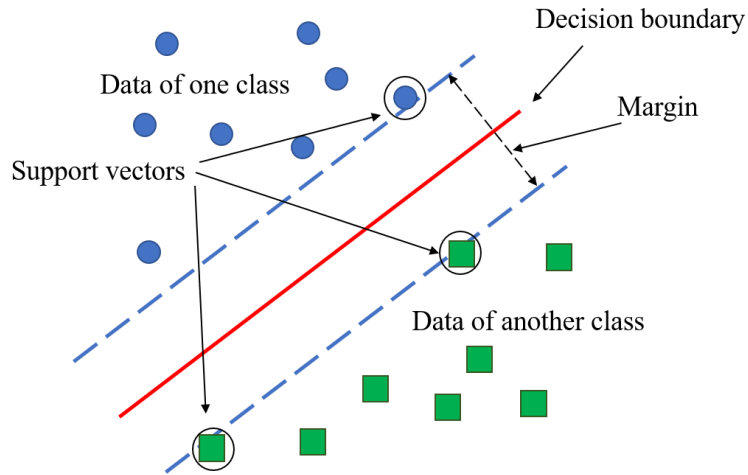 Decision boundary
Data of one class
Margin
Support vectors
Data of another class